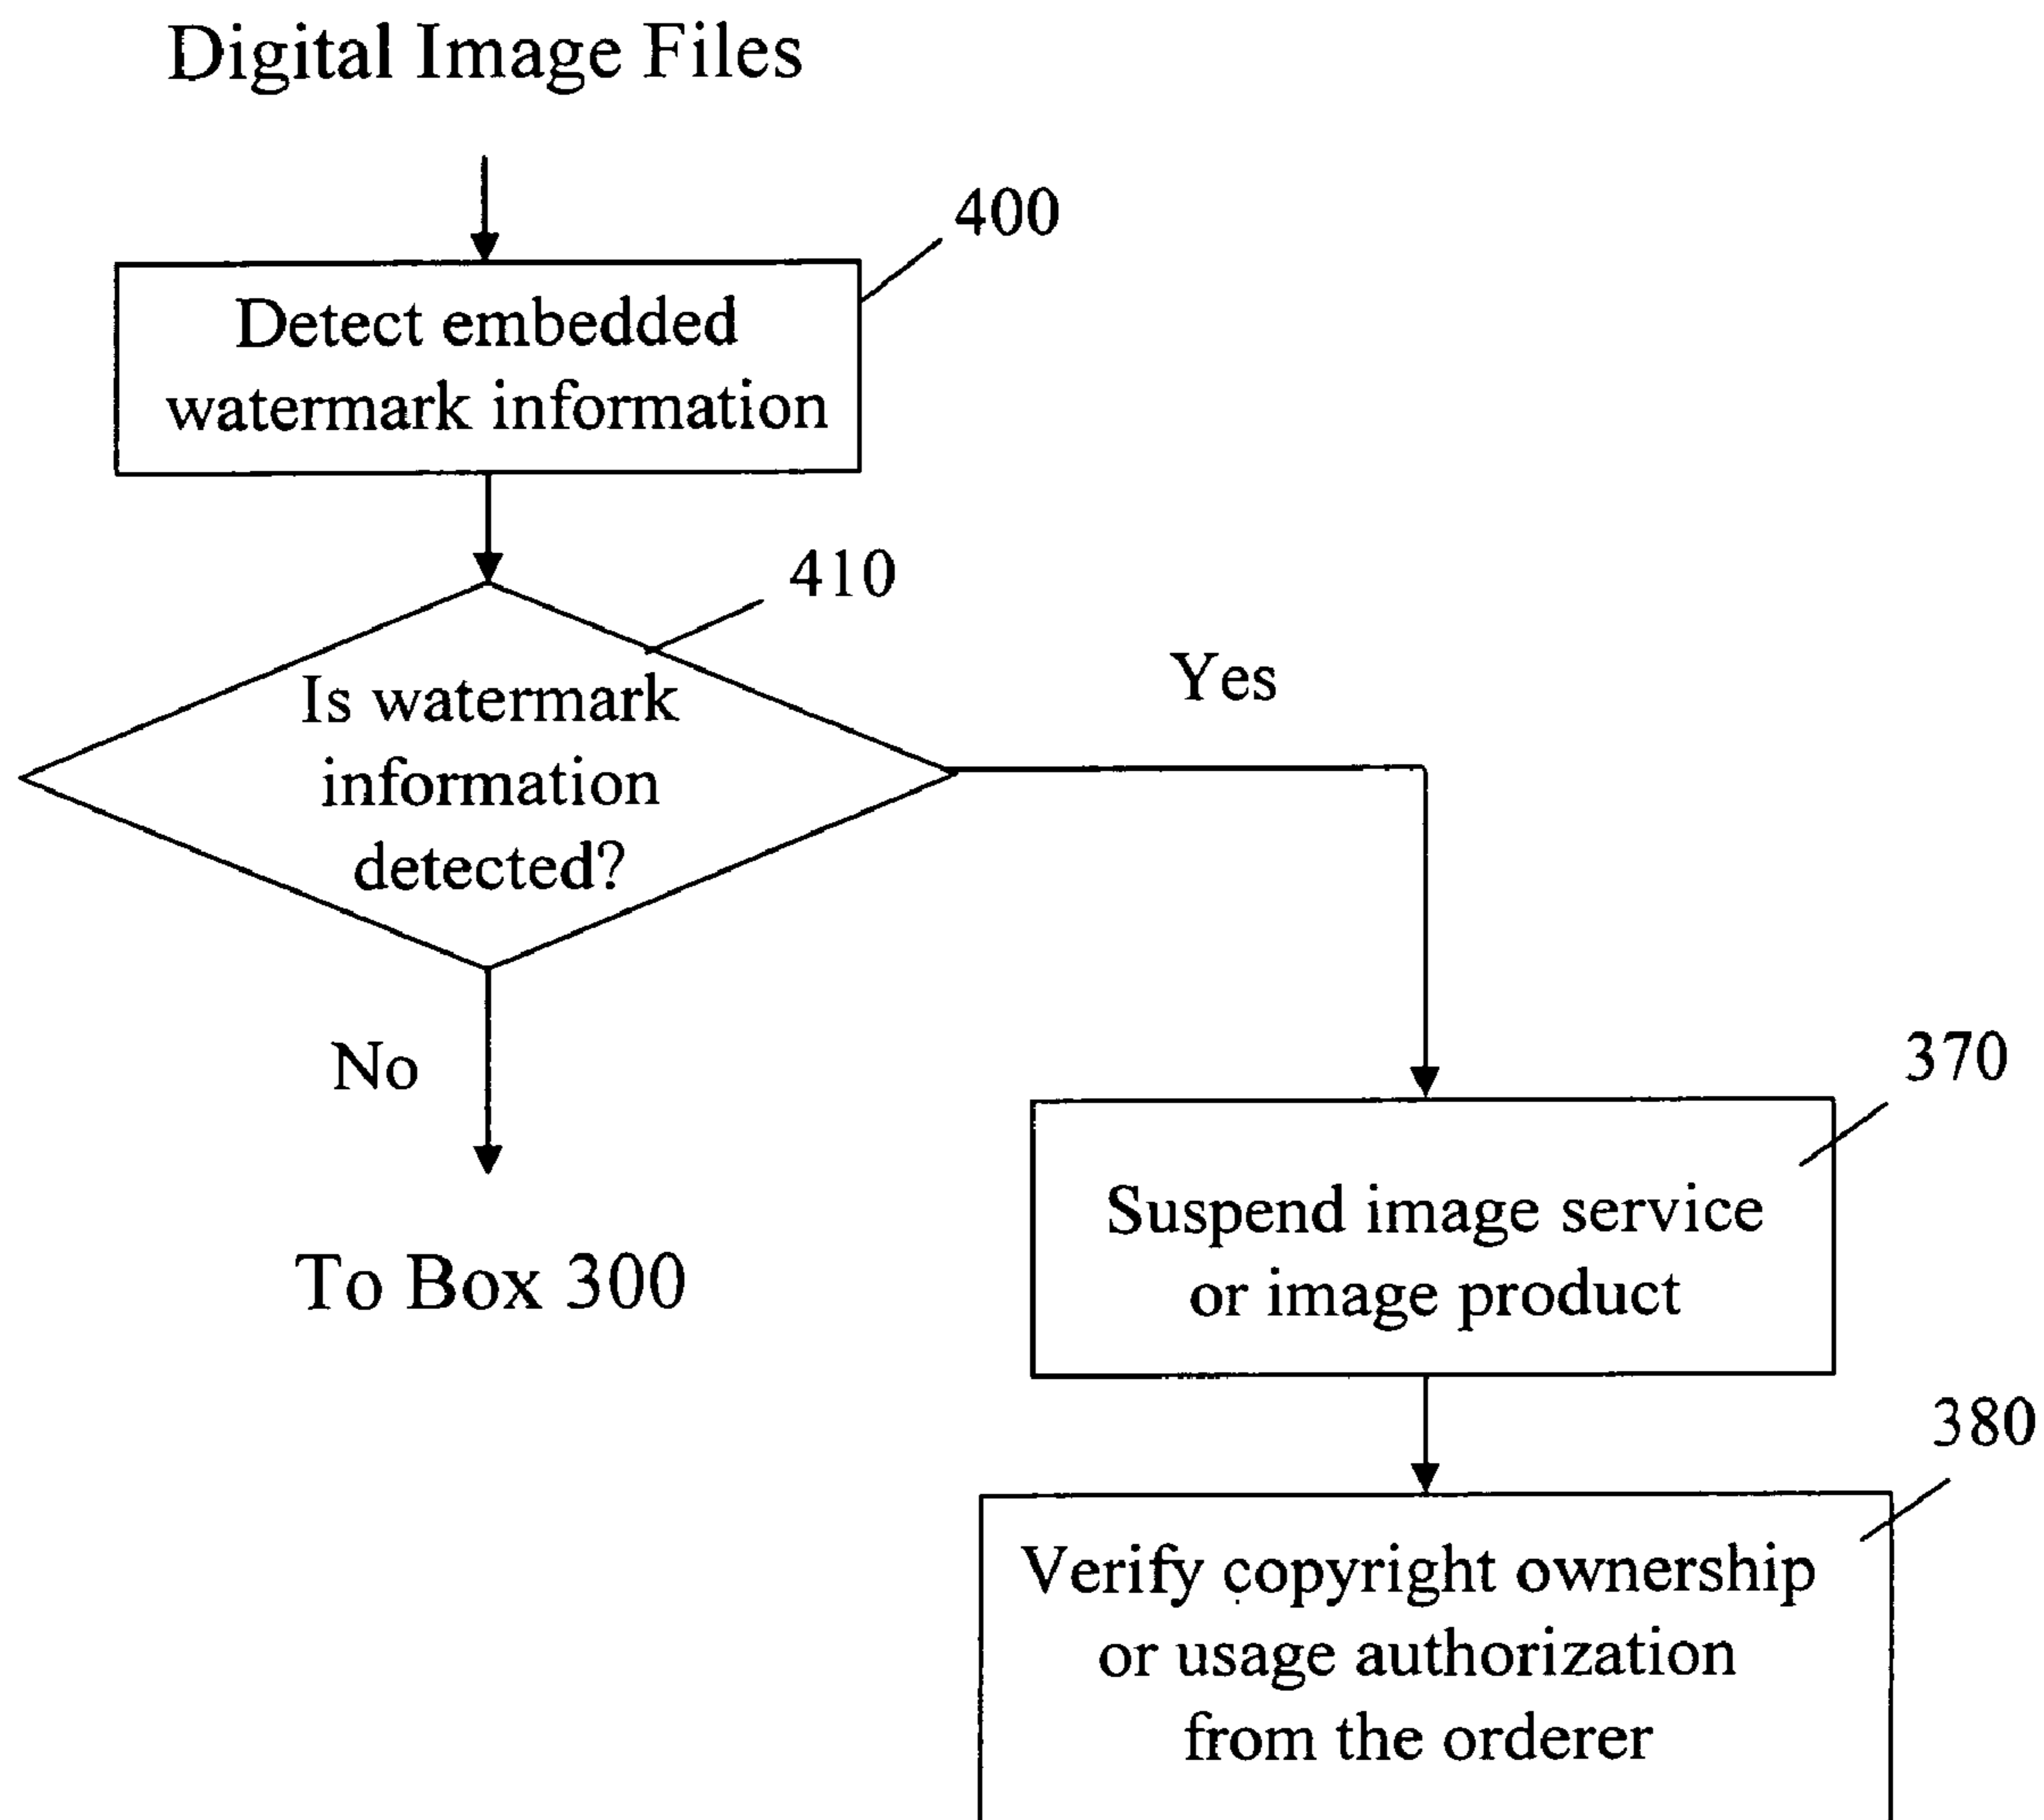 Digital Image Files
400
Detect embedded
watermark information
410
Is watermark
information
detected?
Yes
No
To Box 300
370
Suspend image service
or image product
380
Verify copyright ownership
or usage authorization
from the orderer